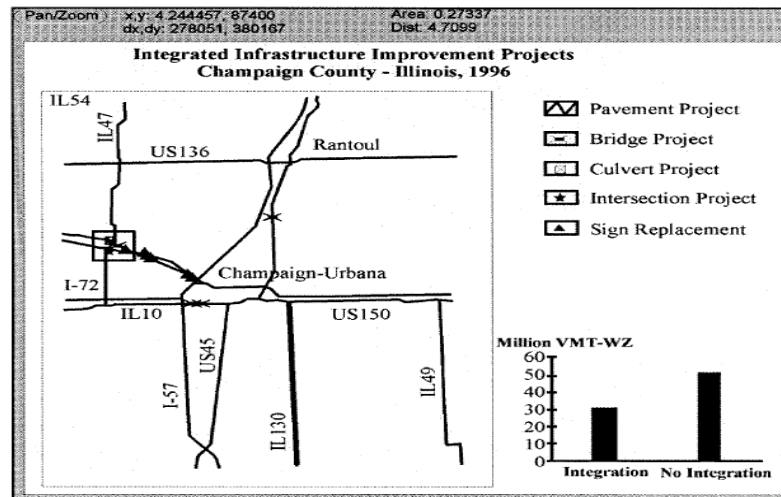 Pan/Zoom x,y: 4.244457, 87400 Area: 0.27337
dx,dy: 278051, 380167 Dist: 4.7099
Integrated Infrastructure Improvement Projects
Champaign County - Illinois, 1996
IL54
IL47
US136
Rantoul
Pavement Project
Bridge Project
Culvert Project
Intersection Project
Sign Replacement
Champaign-Urbana
I-72
IL10
US150
I-57
US45
IL130
IL49
Million VMT-WZ
60
50
40
30
20
10
0
Integration No Integration